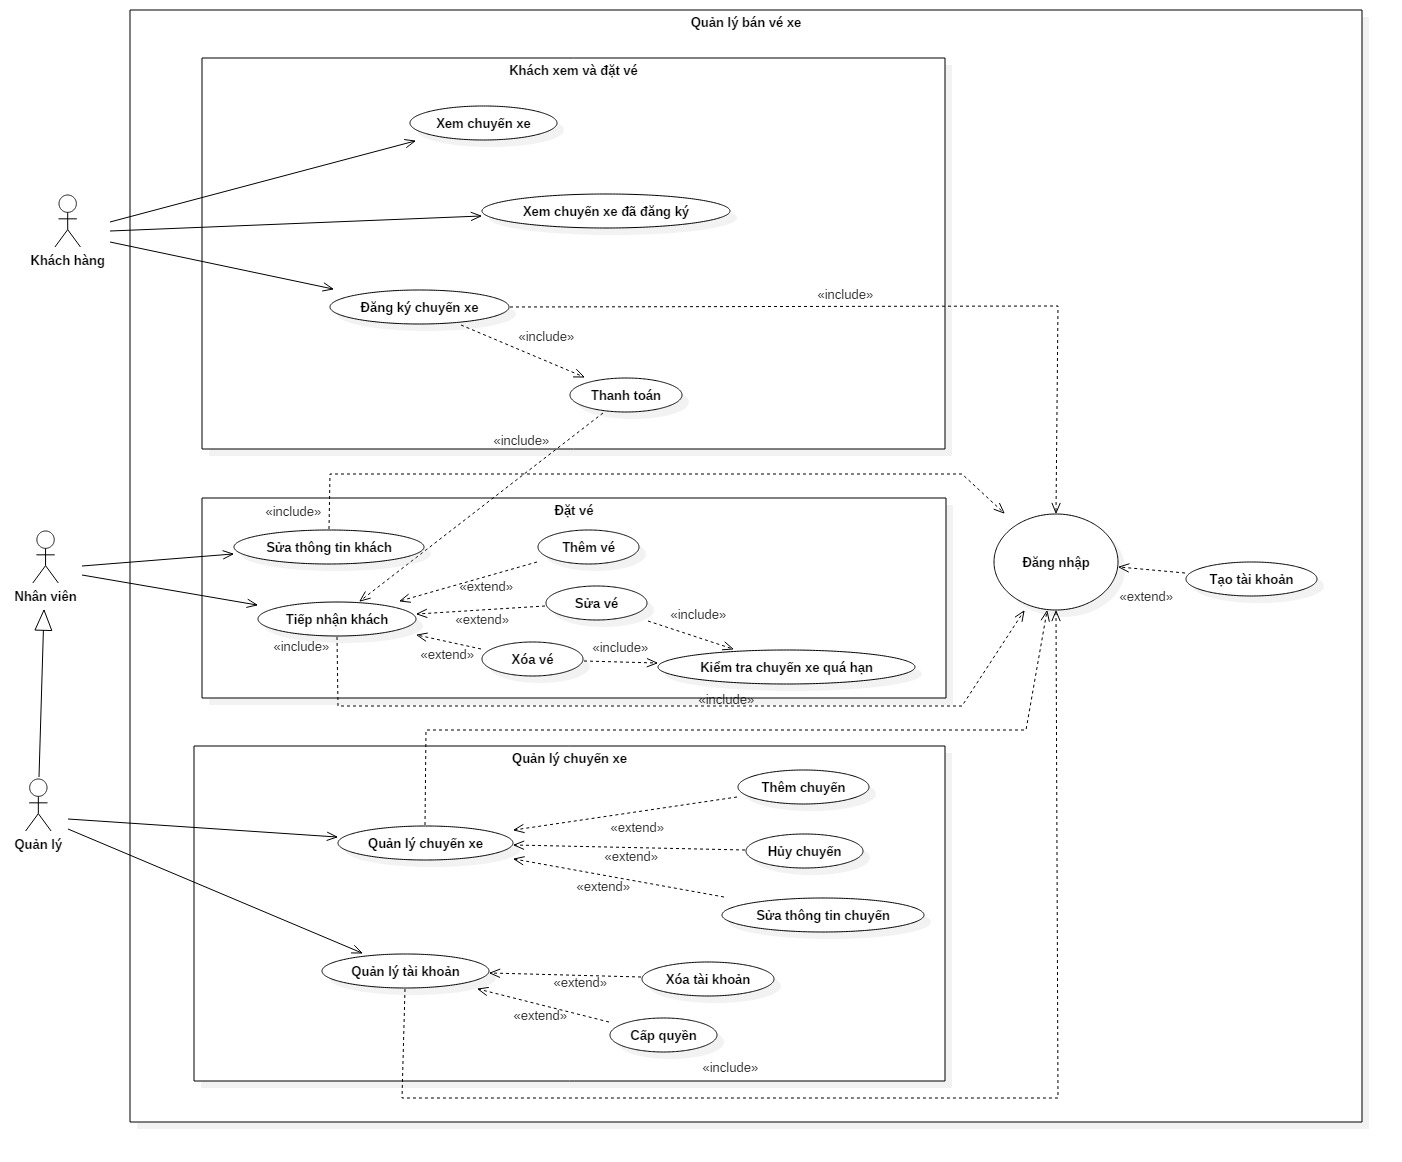 Quản lý bán vé xe
Khách xem và đặt vé
Xem chuyến xe
Xem chuyến xe đã đăng ký
Khách hàng
«include»
Đăng ký chuyến xe
«include»
Thanh toán
«include»
«include»
Đặt vé
Sửa thông tin khách
Thêm vé
Đăng nhập
Tạo tài khoản
«extend»
«extend»
Nhân viên
Sửa vé
Tiếp nhận khách
«extend»
«include»
«include»
«extend»
Xóa vé
«include»
Kiểm tra chuyến xe quá hạn
«include»
Quản lý chuyến xe
Thêm chuyến
«extend»
Quản lý
Quản lý chuyến xe
Hủy chuyến
«extend»
«extend»
Sửa thông tin chuyến
Quản lý tài khoản
Xóa tài khoản
«extend»
«extend»
Cấp quyền
«include»